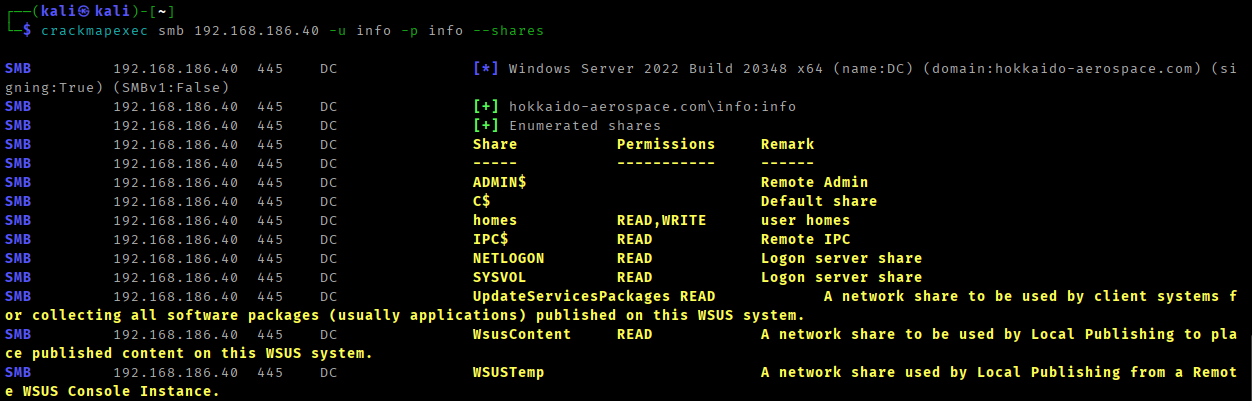 ┌──(kali㉿kali)-[~]
└─$ crackmapexec smb 192.168.186.40 -u info -p info --shares
SMB 192.168.186.40 445 DC [*] Windows Server 2022 Build 20348 x64 (name:DC) (domain:hokkaido-aerospace.com) (si
gning:True) (SMBv1:False)
SMB 192.168.186.40 445 DC [+] hokkaido-aerospace.com\info:info
SMB 192.168.186.40 445 DC [+] Enumerated shares
SMB 192.168.186.40 445 DC Share Permissions Remark
SMB 192.168.186.40 445 DC ----- ----------- ------
SMB 192.168.186.40 445 DC ADMIN$ Remote Admin
SMB 192.168.186.40 445 DC C$ Default share
SMB 192.168.186.40 445 DC homes READ,WRITE user homes
SMB 192.168.186.40 445 DC IPC$ READ Remote IPC
SMB 192.168.186.40 445 DC NETLOGON READ Logon server share
SMB 192.168.186.40 445 DC SYSVOL READ Logon server share
SMB 192.168.186.40 445 DC UpdateServicesPackages READ A network share to be used by client systems f
or collecting all software packages (usually applications) published on this WSUS system.
SMB 192.168.186.40 445 DC WsusContent READ A network share to be used by Local Publishing to pla
ce published content on this WSUS system.
SMB 192.168.186.40 445 DC WSUSTemp A network share used by Local Publishing from a Remot
e WSUS Console Instance.